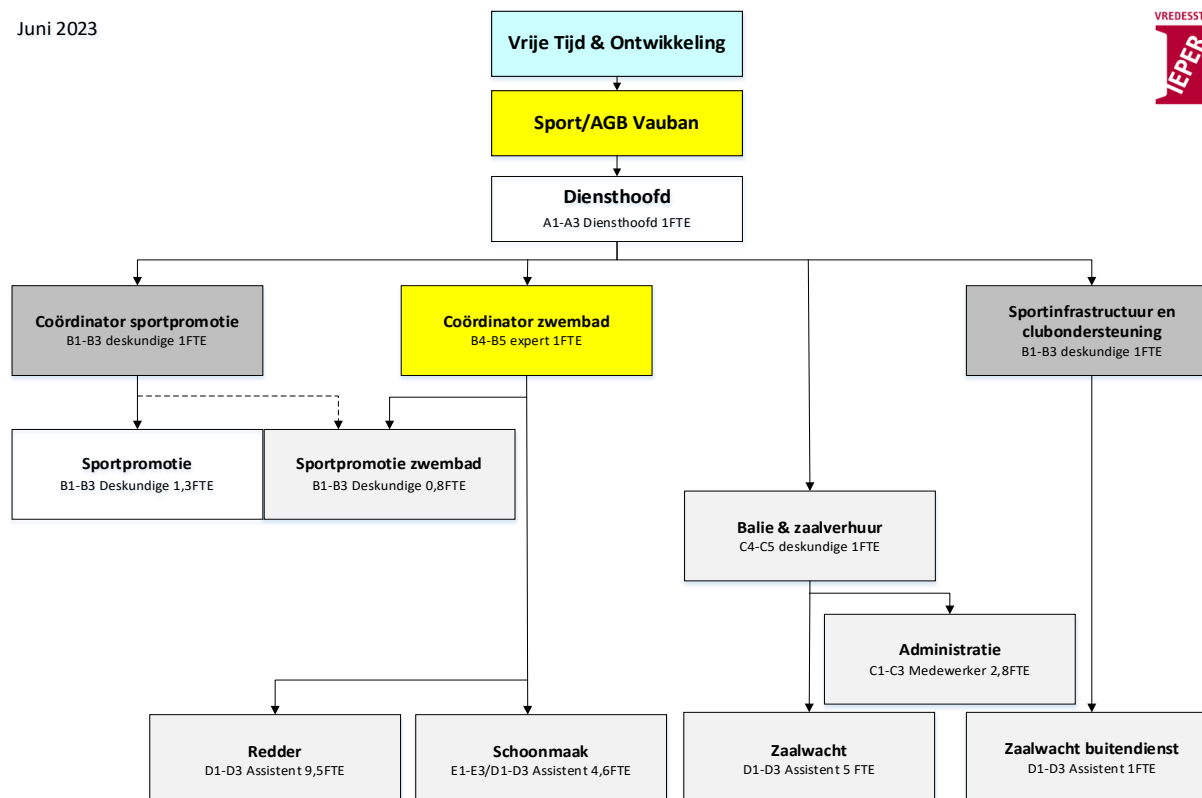 Juni 2023
VREDESST
IEPER
Vrije Tijd & Ontwikkeling
Sport/AGB Vauban
Diensthoofd
A1-A3 Diensthoofd 1FTE
Coördinator sportpromotie
B1-B3 deskundige 1FTE
Coördinator zwembad
B4-B5 expert 1FTE
Sportinfrastructuur en
clubondersteuning
B1-B3 deskundige 1FTE
Sportpromotie
B1-B3 Deskundige 1,3FTE
Sportpromotie zwembad
B1-B3 Deskundige 0,8FTE
Balie & zaalverhuur
C4-C5 deskundige 1FTE
Administratie
C1-C3 Medewerker 2,8FTE
Redder
D1-D3 Assistent 9,5FTE
Schoonmaak
E1-E3/D1-D3 Assistent 4,6FTE
Zaalwacht
D1-D3 Assistent 5 FTE
Zaalwacht buitendienst
D1-D3 Assistent 1FTE